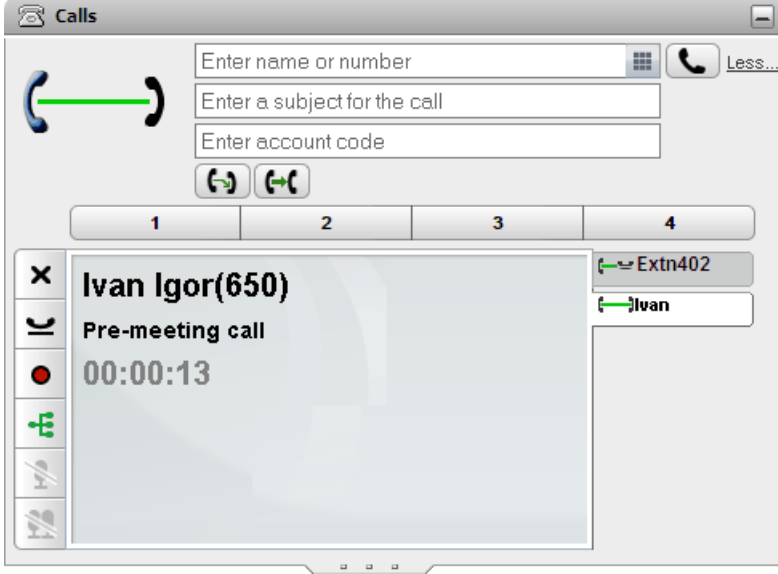 Calls
Enter name or number
Less...
Enter a subject for the call
Enter account code
1 2 3 4
Ivan Igor(650)
Pre-meeting call
00:00:13
Extn402
Ivan